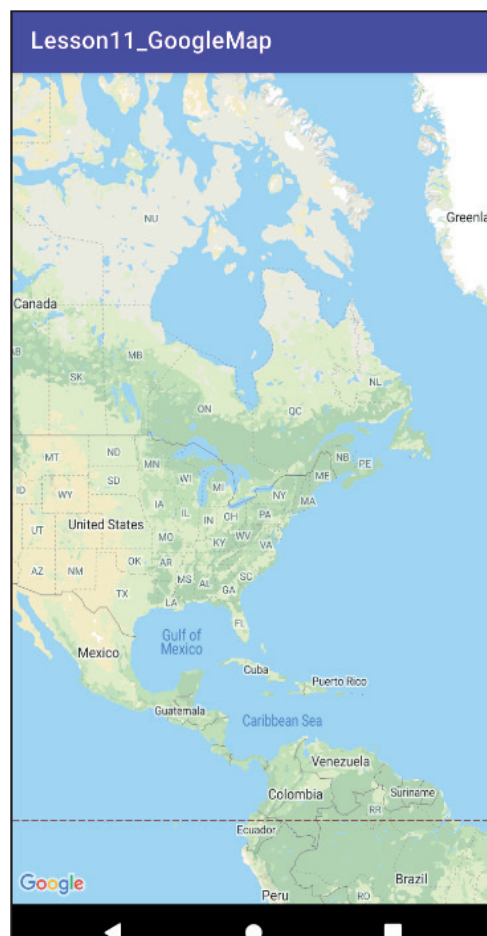 Lesson11_GoogleMap
NU
Greenla
Canada
AB
MB
SK
NL
ON
QC
NB
PE
MT
ND
MN
ME
ID
SD
WI
MI
WY
NY
MA
IA
UT
United States
IL
IN
OH
PA
MO
KY
WV
VA
AZ
NM
OK
AR
TX
MS
AL
SC
GA
LA
FL
Gulf of
Mexico
Mexico
Cuba
Puerto Rico
Guatemala
Caribbean Sea
Venezuela
Colombia
Suriname
RR
Ecuador
Google
Brazil
Peru
RO